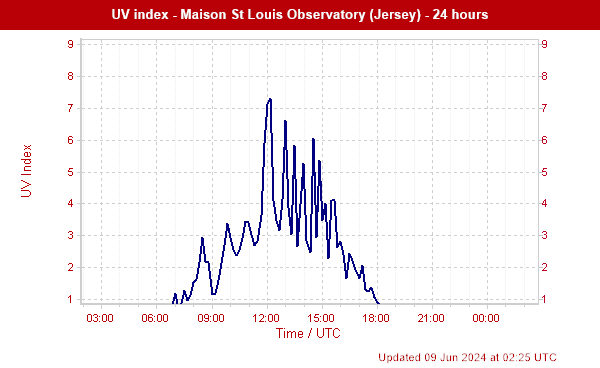 UV index - Maison St Louis Observatory (Jersey) - 24 hours
9 9
8 8
7 7
6 6
5 5
4 4
3 3
2 2
1 1
UV Index
03:00 06:00 09:00 12:00 15:00 18:00 21:00 00:00
Time / UTC
Updated 09 Jun 2024 at 02:25 UTC